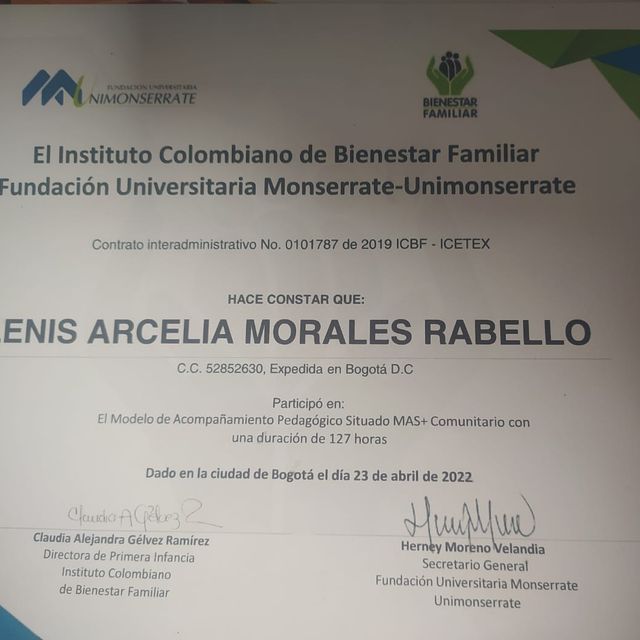 FUNDACIÓN UNIVERSITARIA
UNIMONSERRATE
BIENESTAR
FAMILIAR
El Instituto Colombiano de Bienestar Familiar
Fundación Universitaria Monserrate-Unimonserrate
Contrato interadministrativo No. 0101787 de 2019 ICBF - ICETEX
HACE CONSTAR QUE:
LENIS ARCELIA MORALES RABELLO
C.C. 52852630, Expedida en Bogotá D.C
Participó en:
El Modelo de Acompañamiento Pedagógico Situado MAS+ Comunitario con
una duración de 127 horas
Dado en la ciudad de Bogotá el día 23 de abril de 2022
Claudia A Gélvez R
Claudia Alejandra Gélvez Ramírez
Directora de Primera Infancia
Instituto Colombiano
de Bienestar Familiar
Herney Moreno Velandia
Secretario General
Fundación Universitaria Monserrate
Unimonserrate